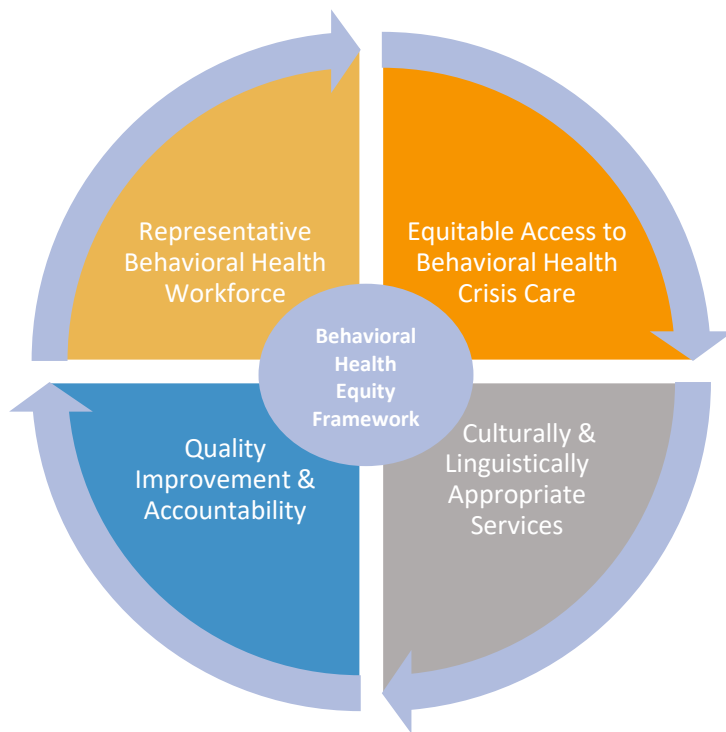 Representative
Behavioral Health
Workforce
Equitable Access to
Behavioral Health
Crisis Care
Behavioral
Health
Equity
Framework
Quality
Improvement &
Accountability
Culturally &
Linguistically
Appropriate
Services